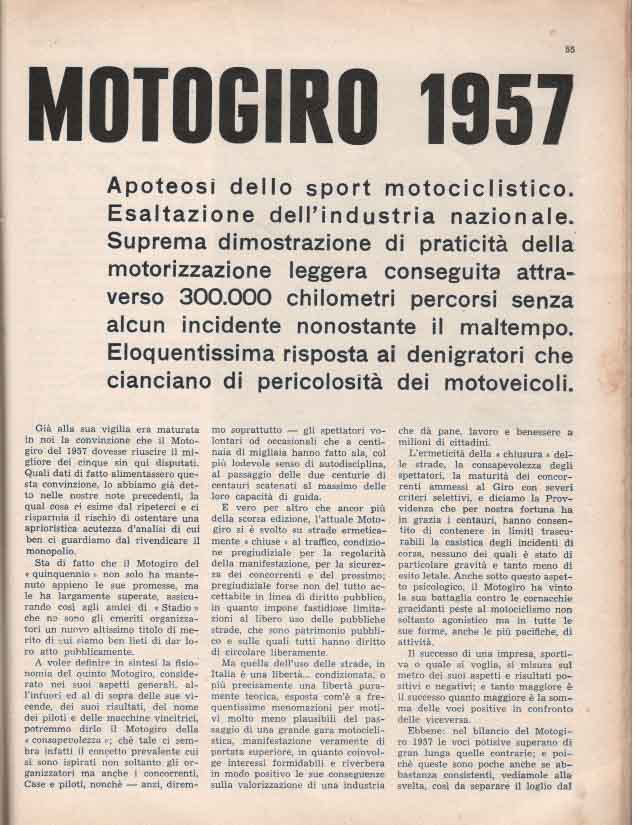 55
MOTOGIRO 1957
Apoteosi dello sport motociclistico.
Esaltazione dell'industria nazionale.
Suprema dimostrazione di praticità della
motorizzazione leggera conseguita attra-
verso 300.000 chilometri percorsi senza
alcun incidente nonostante il maltempo.
Eloquentissima risposta ai denigratori che
cianciano di pericolosità dei motoveicoli.
Già alla sua vigilia era maturata
in noi la convinzione che il Moto-
giro del 1957 dovesse riuscire il mi-
gliore dei cinque sin qui disputati.
Quali dati di fatto alimentassero que-
sta convinzione, lo abbiamo già det-
to nelle nostre note precedenti, la
qual cosa ci esime dal ripeterci e ci
risparmia il rischio di ostentare una
aprioristica acutezza d'analisi di cui
ben ci guardiamo dal rivendicare il
monopolio.
Sta di fatto che il Motogiro del
« quinquennio » non solo ha mante-
nuto appieno le sue promesse, ma
le ha largamente superate, assicu-
rando così agli amici di « Stadio »
che no sono gli emeriti organizza-
tori un nuovo altissimo titolo di me-
rito di cui siamo ben lieti di dar lo-
ro atto pubblicamente.
A voler definire in sintesi la fisio-
nomia del quinto Motogiro, conside-
rato nei suoi aspetti generali, al-
l'infuori ed al di sopra delle sue vi-
cende, dei suoi risultati, del nome
dei piloti e delle macchine vincitrici,
potremmo dirlo il Motogiro della
« consapevolezza »; chè tale ci sem-
bra infatti il concetto prevalente cui
si sono ispirati non soltanto gli or-
ganizzatori ma anche i concorrenti,
Case e piloti, nonchè — anzi, direm-
mo soprattutto — gli spettatori vo-
lontari od occasionali che a centi-
naia di migliaia hanno fatto ala, col
più lodevole senso di autodisciplina,
al passaggio delle due centurie di
centauri scatenati al massimo delle
loro capacità di guida.
E vero per altro che ancor più
della scorsa edizione, l'attuale Moto-
giro si è svolto su strade ermetica-
mente « chiuse » al traffico, condizio-
ne pregiudiziale per la regolarità
della manifestazione, per la sicurez-
za dei concorrenti e del prossimo;
pregiudiziale forse non del tutto ac-
cettabile in linea di diritto pubblico,
in quanto impone fastidiose limita-
zioni al libero uso delle pubbliche
strade, che sono patrimonio pubbli-
co e sulle quali tutti hanno diritto
di circolare liberamente.
Ma quella dell'uso delle strade, in
Italia è una libertà... condizionata, o
più precisamente una libertà pura-
mente teorica, esposta a fre-
quentissime menomazioni per moti-
vi molto meno plausibili del pas-
saggio di una grande gara motocicli-
stica, manifestazione veramente di
portata superiore, in quanto coinvol-
ge interessi formidabili e riverbera
in modo positivo le sue conseguenze
sulla valorizzazione di una industria
che dà pane, lavoro e benessere a
milioni di cittadini.
L'ermeticità della « chiusura » del-
le strade, la consapevolezza degli
spettatori, la maturità dei concor-
renti ammessi al Giro con severi
criteri selettivi, e diciamo la Prov-
videnza che per nostra fortuna ha
in grazia i centauri, hanno consen-
tito di contenere in limiti trascu-
rabili la casistica degli incidenti di
corsa, nessuno dei quali è stato di
particolare gravità e tanto meno di
esito letale. Anche sotto questo aspet-
to psicologico, il Motogiro ha vinto
la sua battaglia contro le cornacchie
gracidanti peste al motociclismo non
soltanto agonistico ma in tutte le
sue forme, anche le più pacifiche, di
attività.
Il successo di una impresa, sporti-
va o quale si voglia, si misura sul
metro dei suoi aspetti e risultati po-
sitivi e negativi; e tanto maggiore è
il successo quanto maggiore è la som-
ma delle voci positive in confronto
delle viceversa.
Ebbene: nel bilancio del Motogi-
ro 1957 le voci potisive superano di
gran lunga quelle contrarie; e poi-
chè queste sono poche anche se ab-
bastanza consistenti, vediamole alla
svelta, così da separare il loglio dal